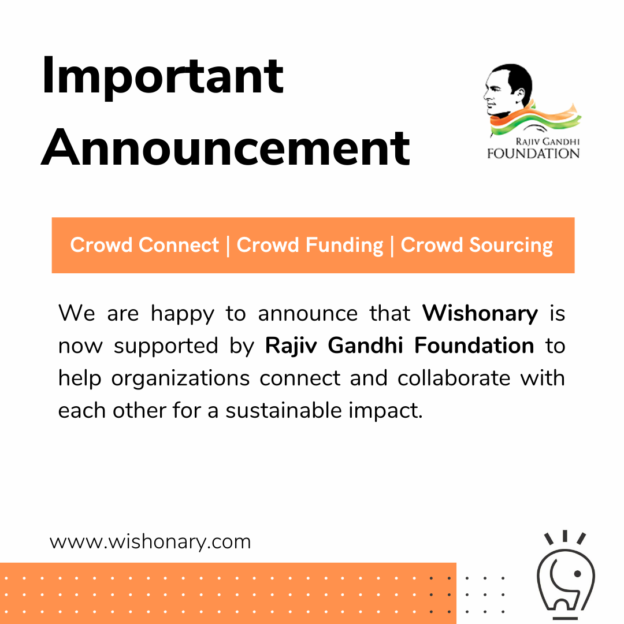 Important
Announcement
Rajiv Gandhi
FOUNDATION
Crowd Connect | Crowd Funding | Crowd Sourcing
We are happy to announce that Wishonary is
now supported by Rajiv Gandhi Foundation to
help organizations connect and collaborate with
each other for a sustainable impact.
www.wishonary.com